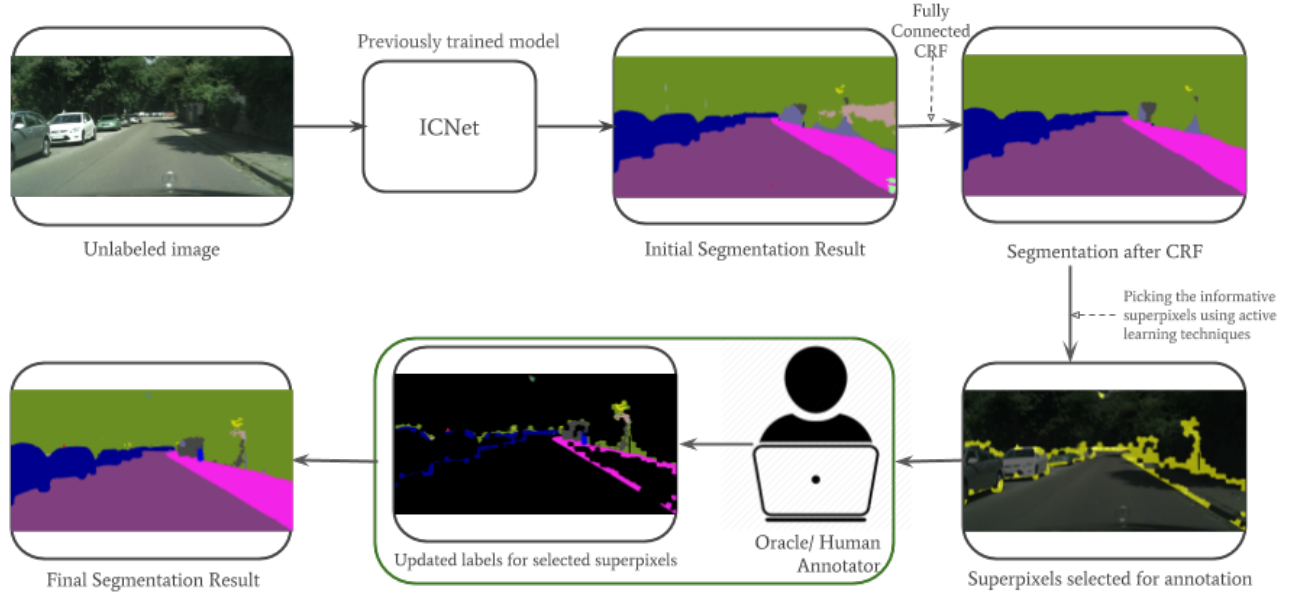 Fully
Connected
CRF
Previously trained model
ICNet
Unlabeled image
Initial Segmentation Result
Segmentation after CRF
Picking the informative
superpixels using active
learning techniques
Updated labels for selected superpixels
Oracle/ Human
Annotator
Final Segmentation Result
Superpixels selected for annotation